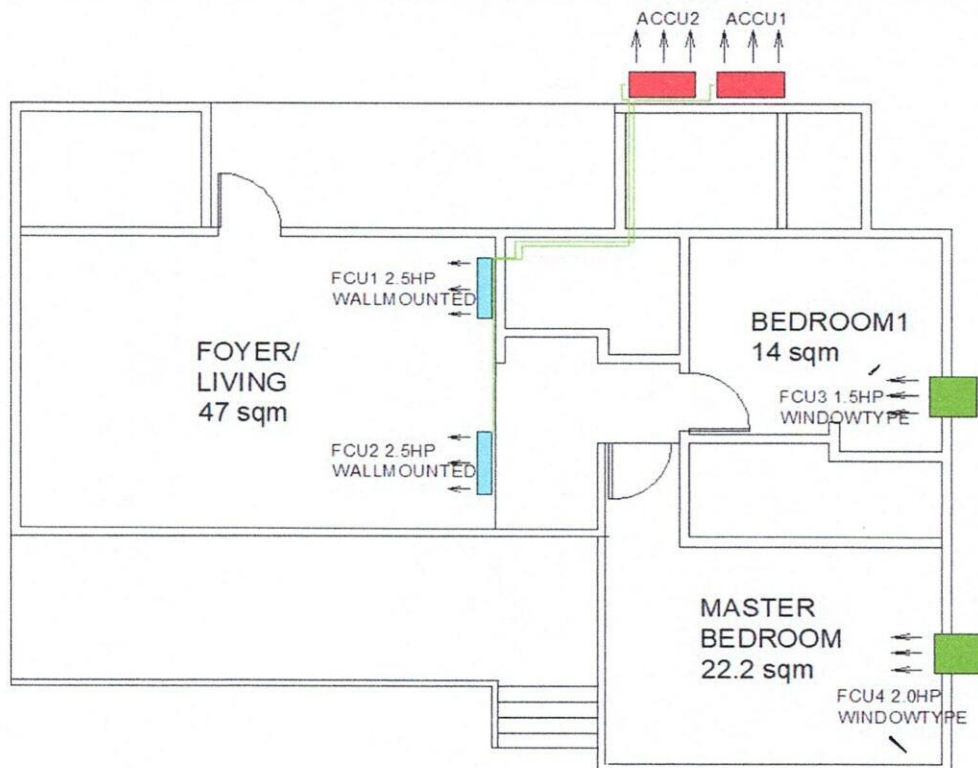 ACCU2
ACCU1
FCU1 2.5HP
WALLMOUNTED
FOYER/
LIVING
47 sqm
FCU2 2.5HP
WALLMOUNTED
BEDROOM1
14 sqm
FCU3 1.5HP
WINDOWTYPE
MASTER
BEDROOM
22.2 sqm
FCU4 2.0HP
WINDOWTYPE